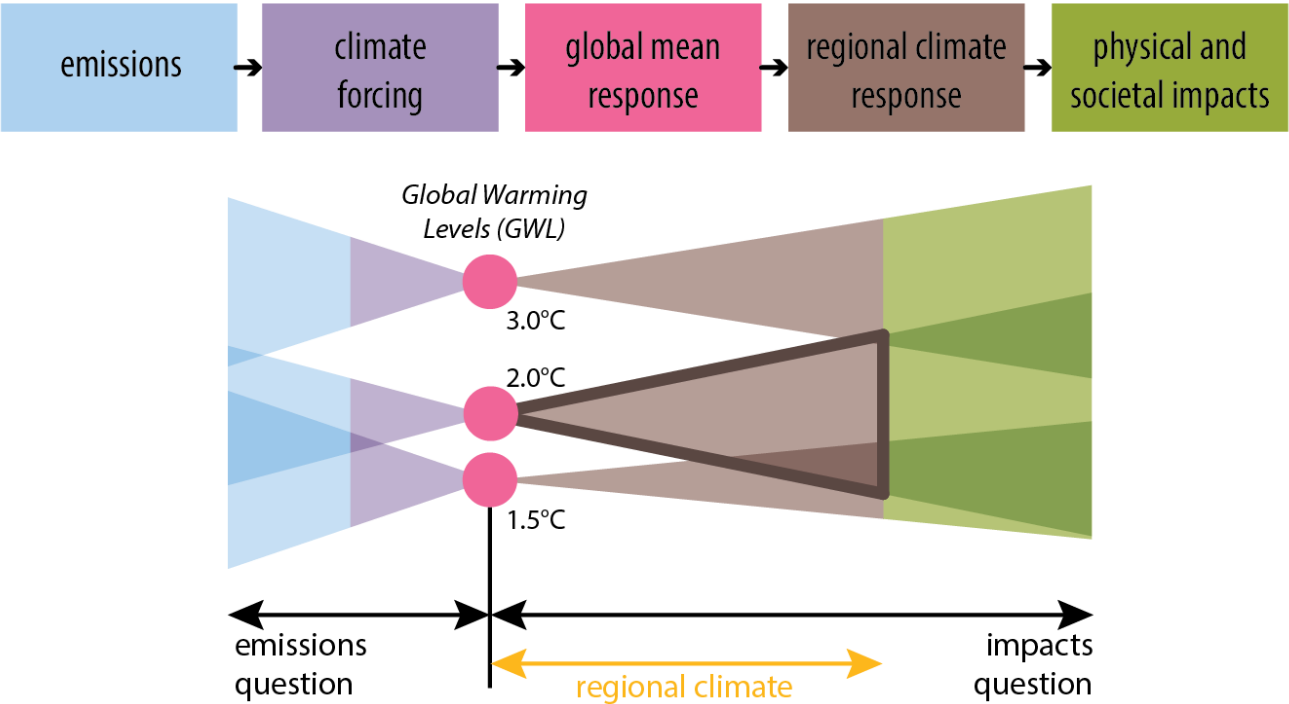 emissions
climate
forcing
global mean
response
regional climate
response
physical and
societal impacts
Global Warming
Levels (GWL)
3.0°C
2.0°C
1.5°C
emissions
question
impacts
question
regional climate